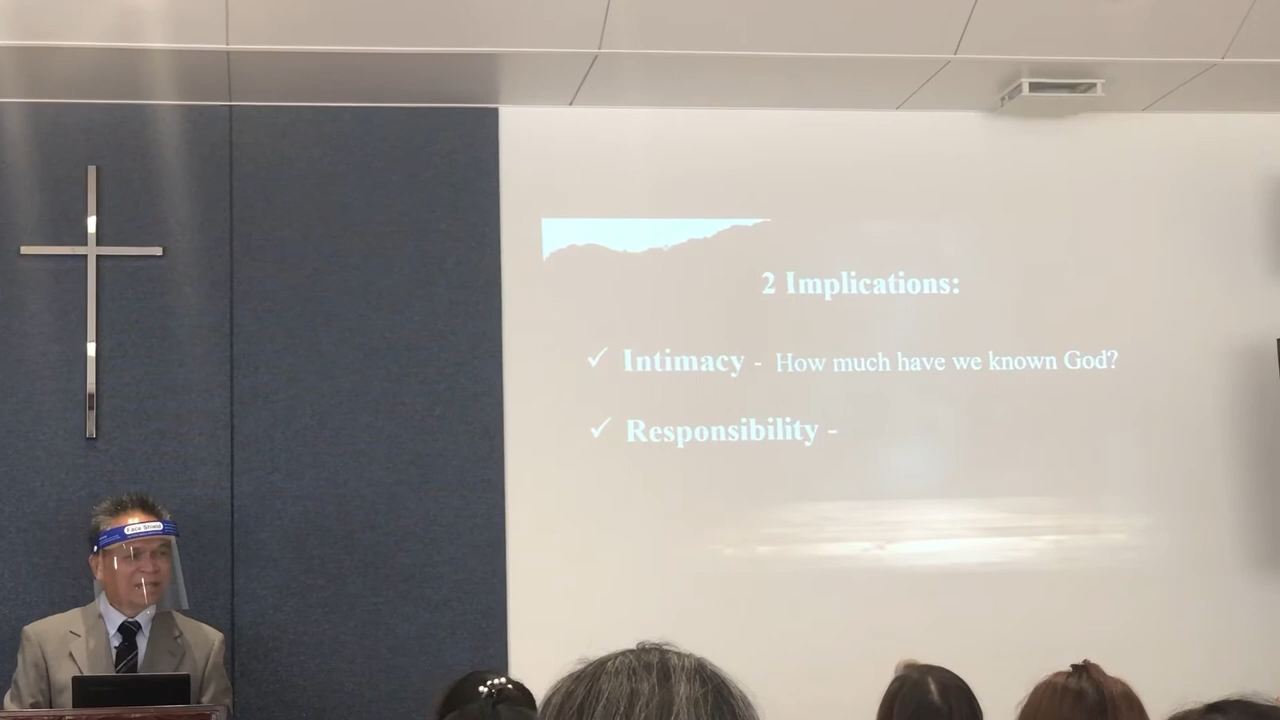 2 Implications:
✓ Intimacy - How much have we known God?
✓ Responsibility -
Face Shield